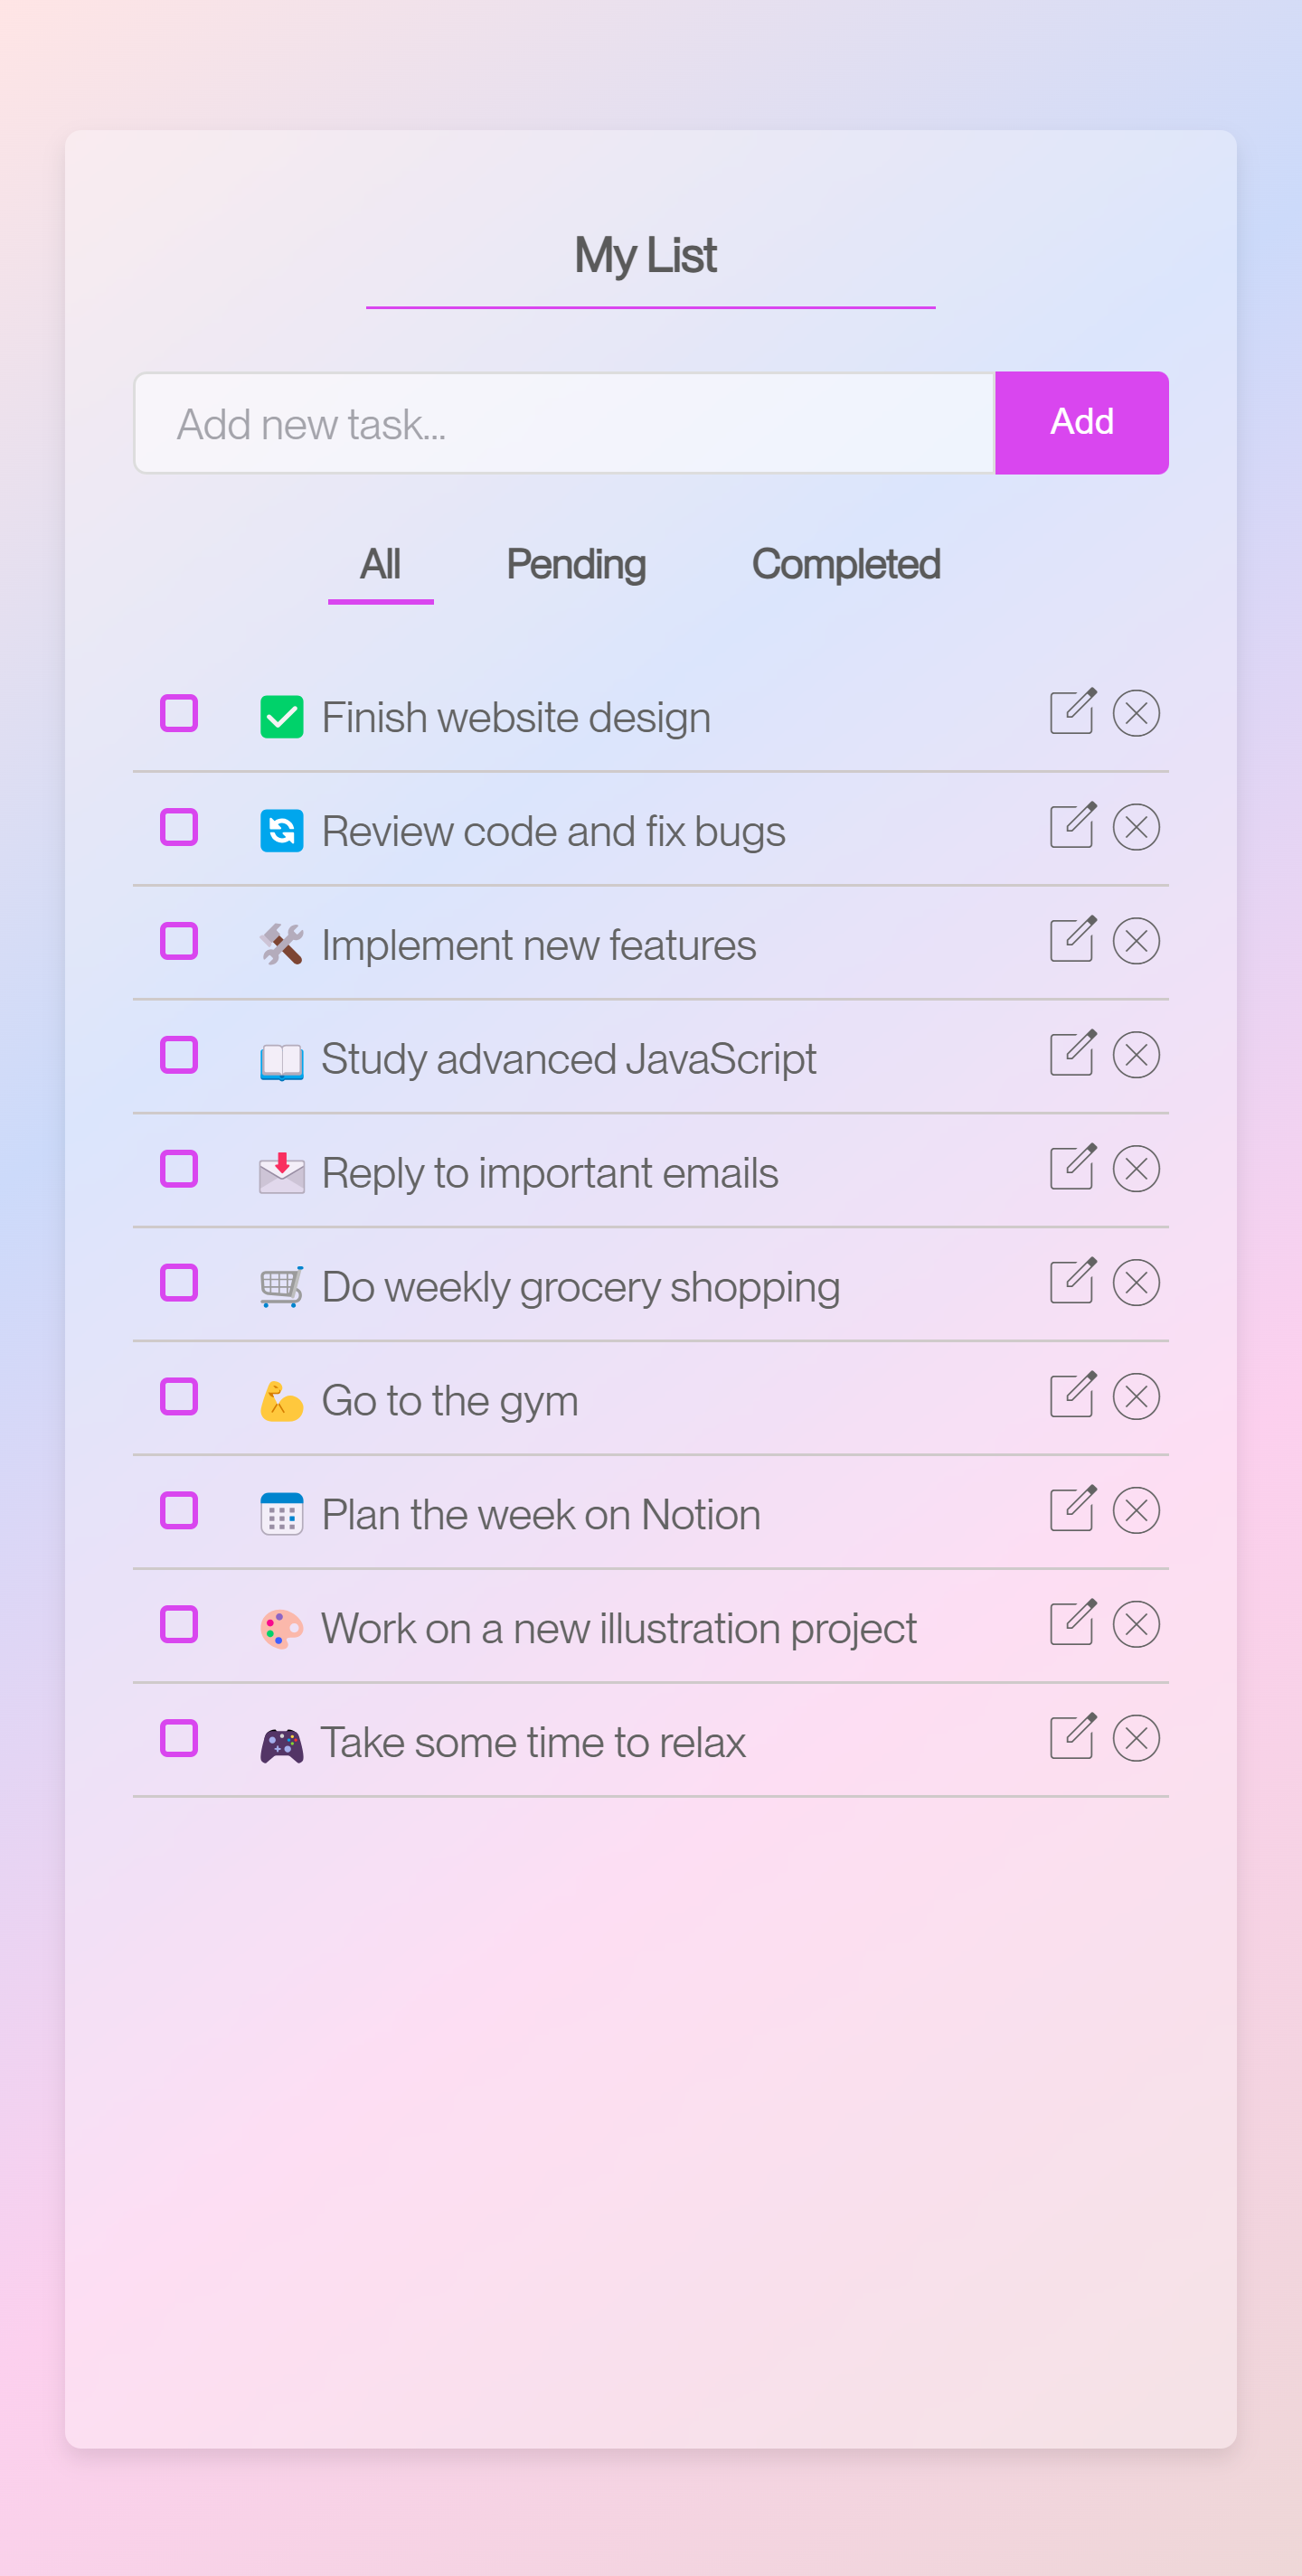 My List
Add new task...
Add
All
Pending
Completed
✅ Finish website design
🔄 Review code and fix bugs
🛠️ Implement new features
📖 Study advanced JavaScript
📩 Reply to important emails
🛒 Do weekly grocery shopping
💪 Go to the gym
📅 Plan the week on Notion
🎨 Work on a new illustration project
🎮 Take some time to relax